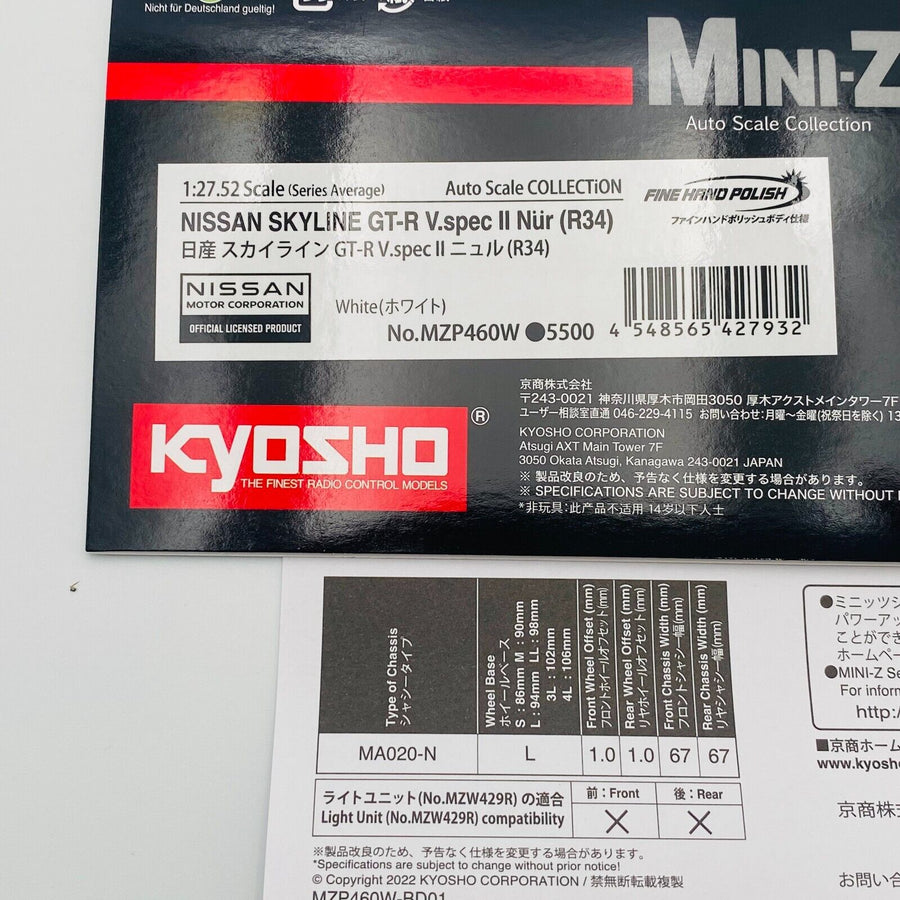 Nicht für Deutschland gueltig!
MINI-Z
Auto Scale Collection
1:27.52 Scale (Series Average)
Auto Scale COLLECTiON
FINE HAND POLISH
ファインハンドポリッシュボディ仕様
NISSAN SKYLINE GT-R V.spec II Nür (R34)
日産 スカイライン GT-R V.spec II ニュル (R34)
NISSAN
MOTOR CORPORATION
OFFICIAL LICENSED PRODUCT
White(ホワイト)
No.MZP460W ●5500
4 548565 427932
KYOSHO ®
THE FINEST RADIO CONTROL MODELS
京商株式会社
〒243-0021 神奈川県厚木市岡田3050 厚木アクストメインタワー7F
ユーザー相談室直通 046-229-4115 お問い合わせ:月曜〜金曜(祝祭日を除く) 13
KYOSHO CORPORATION
Atsugi AXT Main Tower 7F
3050 Okata Atsugi, Kanagawa 243-0021 JAPAN
※ 製品改良のため、予告なく仕様を変更する場合があります。
※ SPECIFICATIONS ARE SUBJECT TO CHANGE WITHOUT
*非玩具:此产品不适用 14岁以下人士
Type of Chassis
シャシータイプ
Wheel Base
ホイールベース
S : 86mm M : 90mm
L : 94mm LL : 98mm
3L : 102mm
4L : 106mm
Front Wheel Offset (mm)
フロントホイールオフセット(mm)
Rear Wheel Offset (mm)
リヤホイールオフセット(mm)
Front Chassis Width (mm)
フロントシャシー幅(mm)
Rear Chassis Width (mm)
リヤシャシー幅(mm)
MA020-N L 1.0 1.0 67 67
ライトユニット(No.MZW429R) の適合
Light Unit (No.MZW429R) compatibility
前 : Front
後 : Rear
※製品改良のため、予告なく仕様を変更する場合があります。
*Specifications are subject to change without prior notice!
© Copyright 2022 KYOSHO CORPORATION / 禁無断転載複製
MZP460W-BD01
●ミニッツシ
パワーアッ
ことができ
ホームペー
●MINI-Z Se
For inform
http:/
■京商ホーム
www.kyosho
京商株式
お問い合